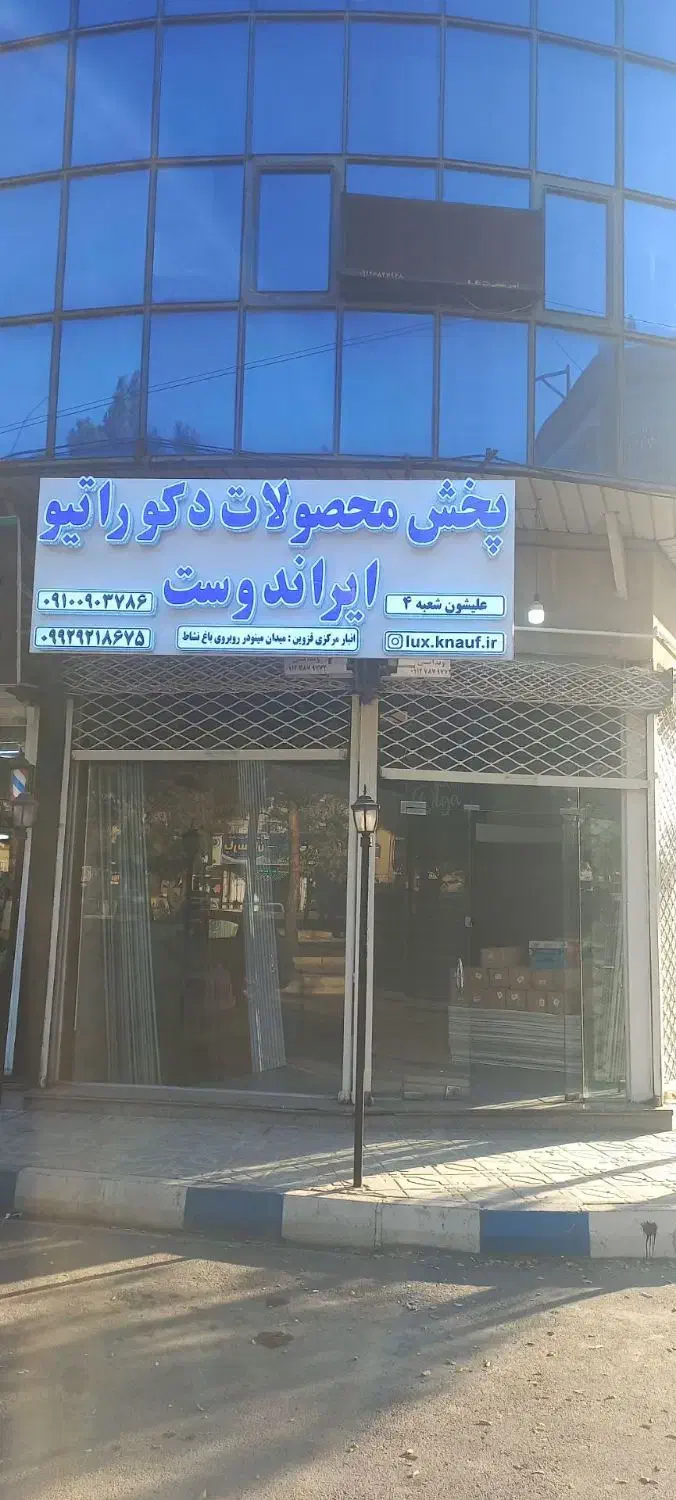 پخش محصولات دکوراتیو
ایراندوست
علیشون شعبه ۴
۰۹۱۰۰۹۰۳۷۸۶
lux.knauf.ir
انبار مرکزی قزوین : میدان مینودر روبروی باغ نشاط
۰۹۹۲۹۲۱۸۶۷۵